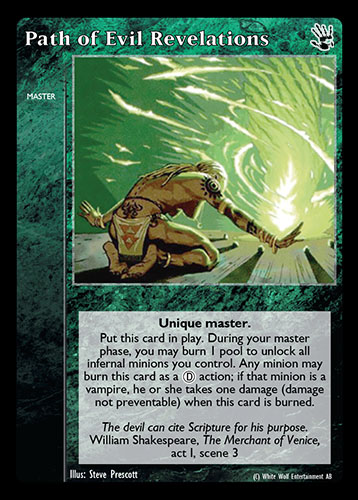 Path of Evil Revelations
MASTER
Unique master.
Put this card in play. During your master
phase, you may burn 1 pool to unlock all
infernal minions you control. Any minion may
burn this card as a Ⓓ action; if that minion is a
vampire, he or she takes one damage (damage
not preventable) when this card is burned.
The devil can cite Scripture for his purpose.
William Shakespeare, The Merchant of Venice,
act I, scene 3
Illus: Steve Prescott
(C) White Wolf Entertainment AB